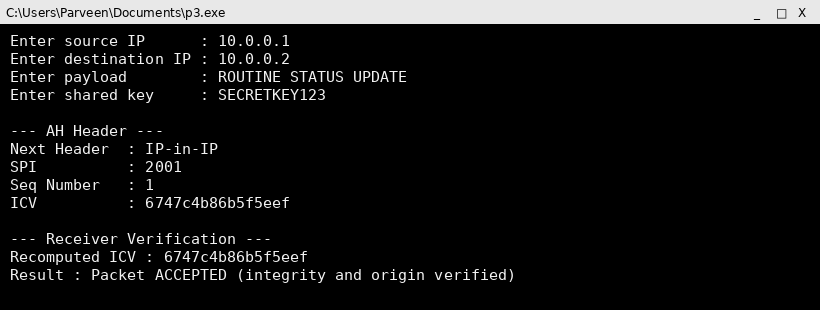 C:\Users\Parveen\Documents\p3.exe _ □ X
Enter source IP      : 10.0.0.1
Enter destination IP : 10.0.0.2
Enter payload        : ROUTINE STATUS UPDATE
Enter shared key     : SECRETKEY123
--- AH Header ---
Next Header  : IP-in-IP
SPI          : 2001
Seq Number   : 1
ICV          : 6747c4b86b5f5eef
--- Receiver Verification ---
Recomputed ICV : 6747c4b86b5f5eef
Result : Packet ACCEPTED (integrity and origin verified)